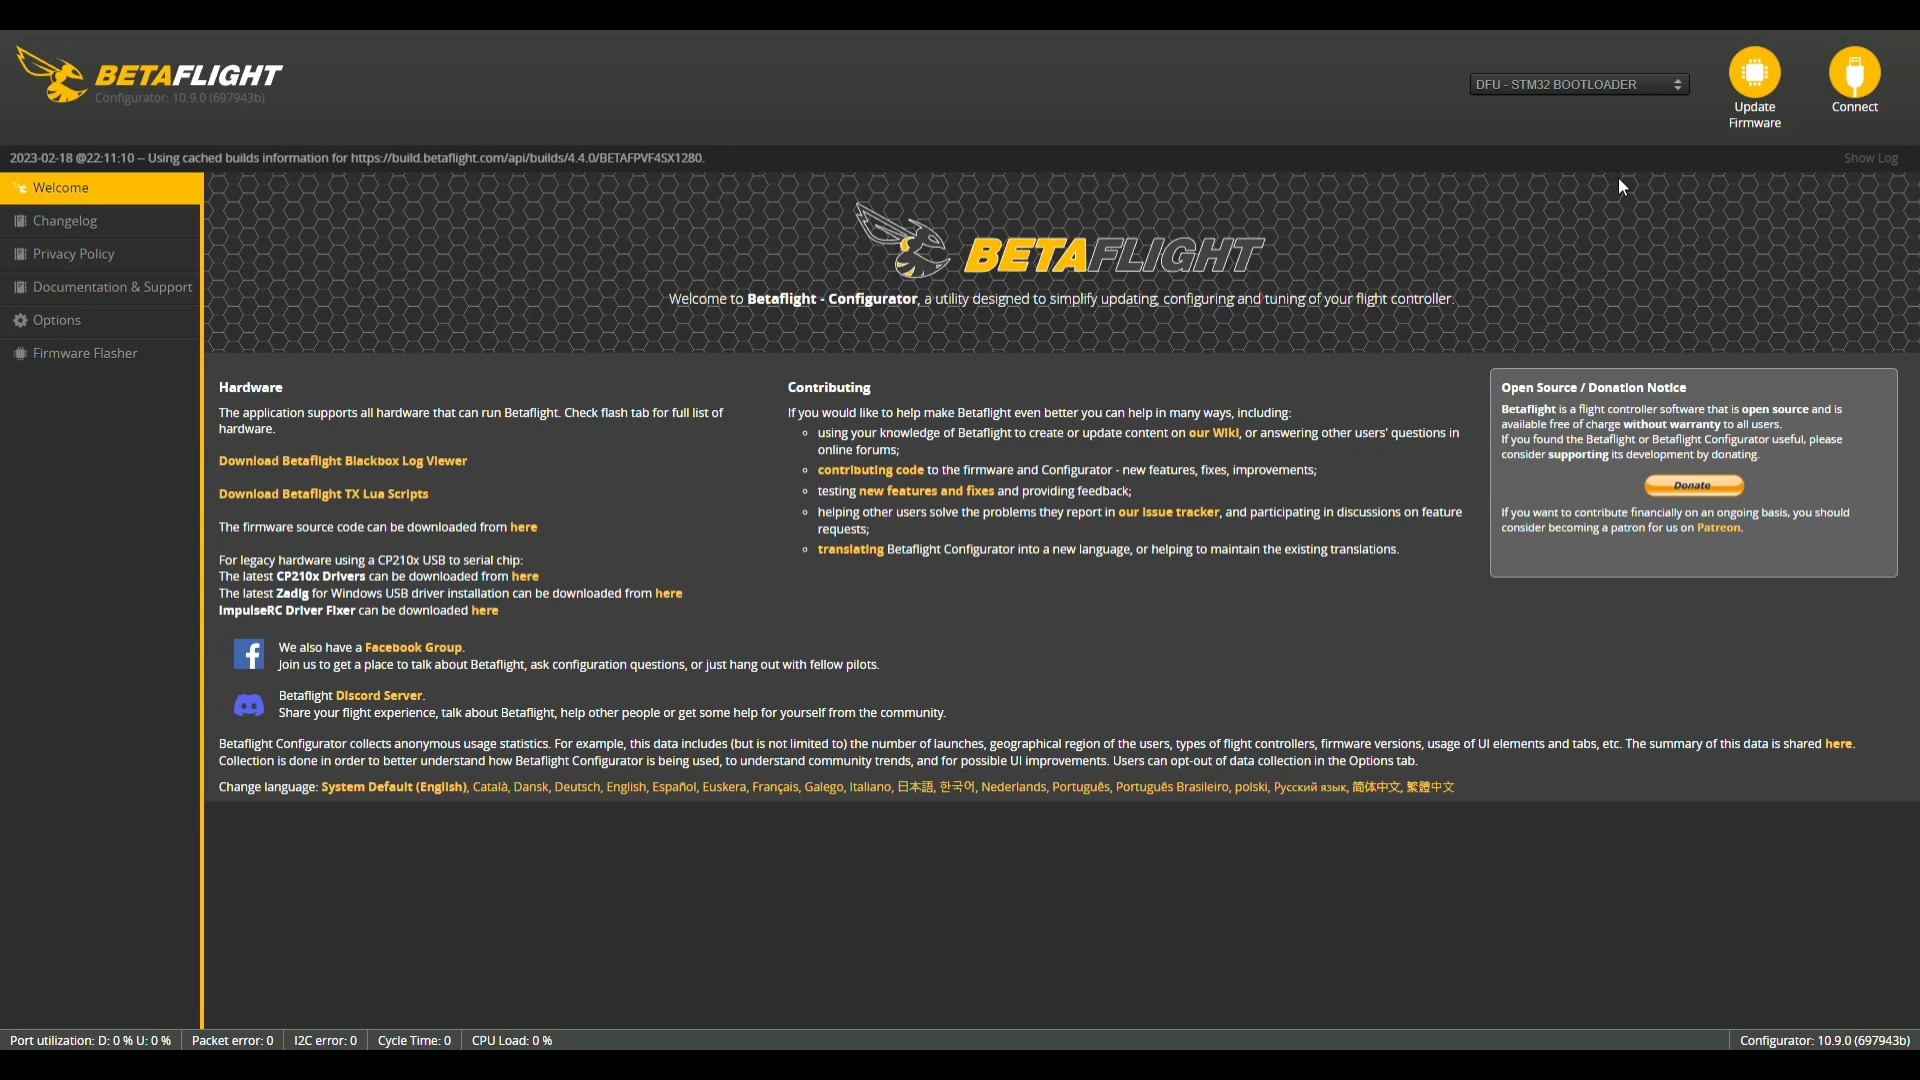 BETAFLIGHT
Configurator: 10.9.0 (697943b)
DFU - STM32 BOOTLOADER
Update
Firmware
Connect
2023-02-18 @22:11:10 -- Using cached builds information for https://build.betaflight.com/api/builds/4.4.0/BETAFPVF4SX1280.
Show Log
Welcome
Changelog
Privacy Policy
Documentation & Support
Options
Firmware Flasher
BETAFLIGHT
Welcome to Betaflight - Configurator, a utility designed to simplify updating, configuring and tuning of your flight controller.
Hardware
The application supports all hardware that can run Betaflight. Check flash tab for full list of
hardware.
Download Betaflight Blackbox Log Viewer
Download Betaflight TX Lua Scripts
The firmware source code can be downloaded from here
For legacy hardware using a CP210x USB to serial chip:
The latest CP210x Drivers can be downloaded from here
The latest Zadig for Windows USB driver installation can be downloaded from here
ImpulseRC Driver Fixer can be downloaded here
Contributing
If you would like to help make Betaflight even better you can help in many ways, including:
using your knowledge of Betaflight to create or update content on our Wiki, or answering other users' questions in
online forums;
contributing code to the firmware and Configurator - new features, fixes, improvements;
testing new features and fixes and providing feedback;
helping other users solve the problems they report in our issue tracker, and participating in discussions on feature
requests;
translating Betaflight Configurator into a new language, or helping to maintain the existing translations.
Open Source / Donation Notice
Betaflight is a flight controller software that is open source and is
available free of charge without warranty to all users.
If you found the Betaflight or Betaflight Configurator useful, please
consider supporting its development by donating.
Donate
If you want to contribute financially on an ongoing basis, you should
consider becoming a patron for us on Patreon.
We also have a Facebook Group.
Join us to get a place to talk about Betaflight, ask configuration questions, or just hang out with fellow pilots.
Betaflight Discord Server.
Share your flight experience, talk about Betaflight, help other people or get some help for yourself from the community.
Betaflight Configurator collects anonymous usage statistics. For example, this data includes (but is not limited to) the number of launches, geographical region of the users, types of flight controllers, firmware versions, usage of UI elements and tabs, etc. The summary of this data is shared here.
Collection is done in order to better understand how Betaflight Configurator is being used, to understand community trends, and for possible UI improvements. Users can opt-out of data collection in the Options tab.
Change language: System Default (English), Català, Dansk, Deutsch, English, Español, Euskera, Français, Galego, Italiano, 日本語, 한국어, Nederlands, Português, Português Brasileiro, polski, Русский язык, 简体中文, 繁體中文
Port utilization: D: 0 % U: 0 %
Packet error: 0
I2C error: 0
Cycle Time: 0
CPU Load: 0 %
Configurator: 10.9.0 (697943b)